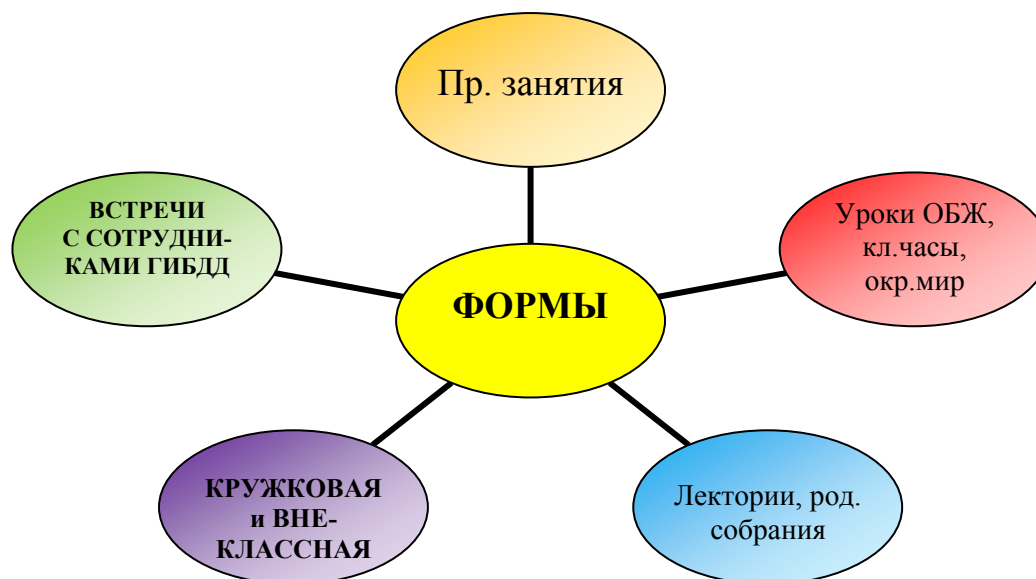 Пр. занятия
ВСТРЕЧИ
С СОТРУДНИ-
КАМИ ГИБДД
Уроки ОБЖ,
кл.часы,
окр.мир
ФОРМЫ
КРУЖКОВАЯ
и ВНЕ-
КЛАССНАЯ
Лектории, род.
собрания